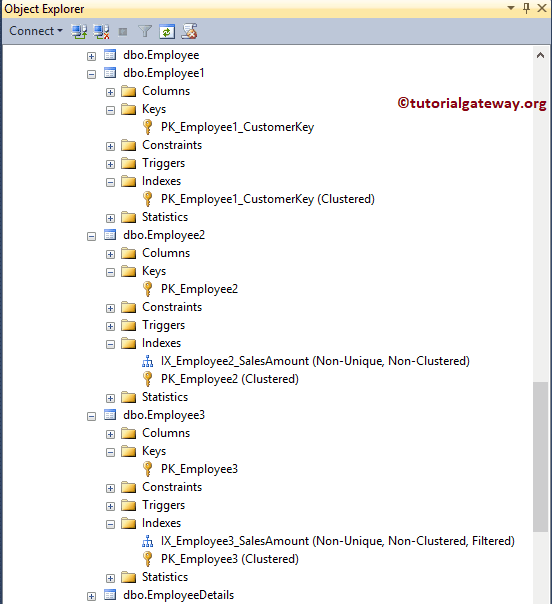 Object Explorer
Connect
dbo.Employee
dbo.Employee1
Columns
©tutorialgateway.org
Keys
PK_Employee1_CustomerKey
Constraints
Triggers
Indexes
PK_Employee1_CustomerKey (Clustered)
Statistics
dbo.Employee2
Columns
Keys
PK_Employee2
Constraints
Triggers
Indexes
IX_Employee2_SalesAmount (Non-Unique, Non-Clustered)
PK_Employee2 (Clustered)
Statistics
dbo.Employee3
Columns
Keys
PK_Employee3
Constraints
Triggers
Indexes
IX_Employee3_SalesAmount (Non-Unique, Non-Clustered, Filtered)
PK_Employee3 (Clustered)
Statistics
dbo.EmployeeDetails